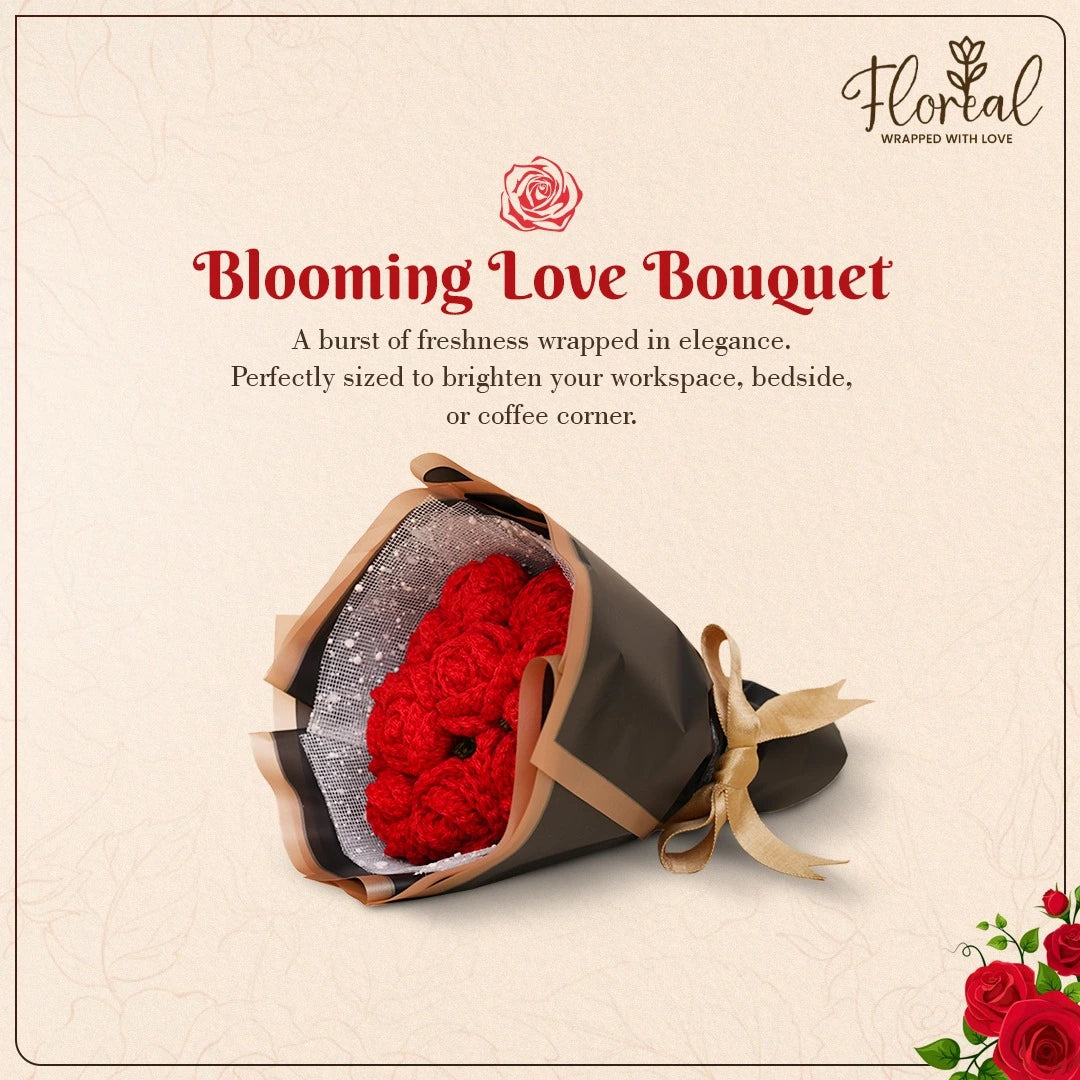 Floreal
WRAPPED WITH LOVE
Blooming Love Bouquet
A burst of freshness wrapped in elegance.
Perfectly sized to brighten your workspace, bedside,
or coffee corner.